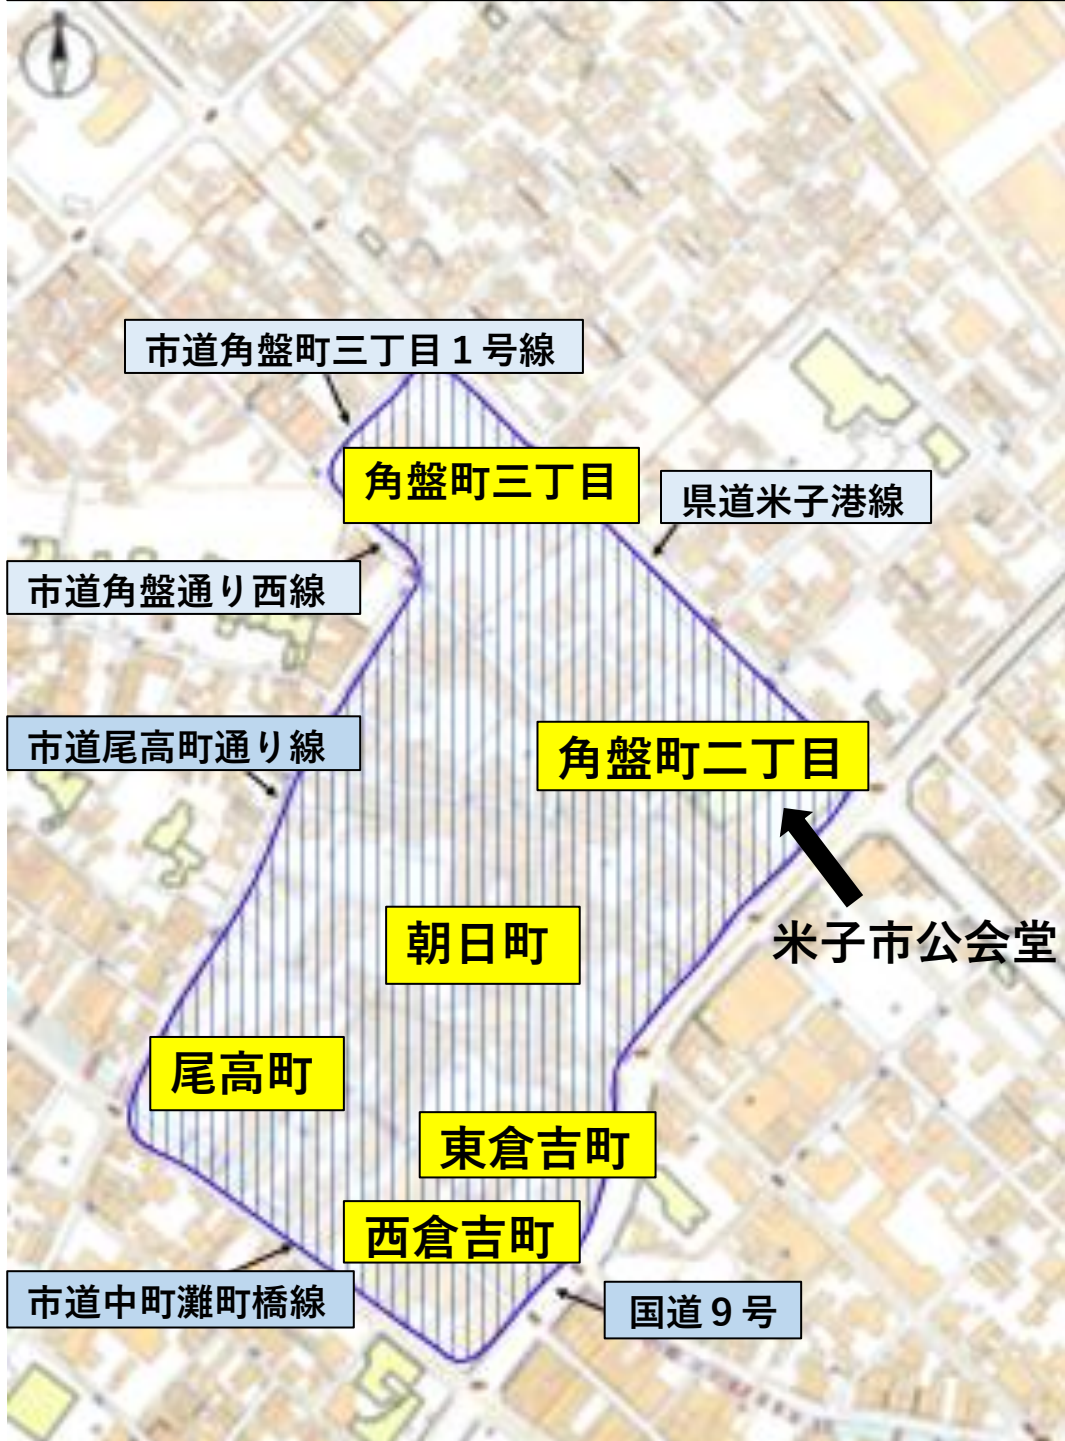 市道角盤町三丁目１号線
角盤町三丁目
県道米子港線
市道角盤通り西線
市道尾高町通り線
角盤町二丁目
朝日町
米子市公会堂
尾高町
東倉吉町
西倉吉町
市道中町灘町橋線
国道９号